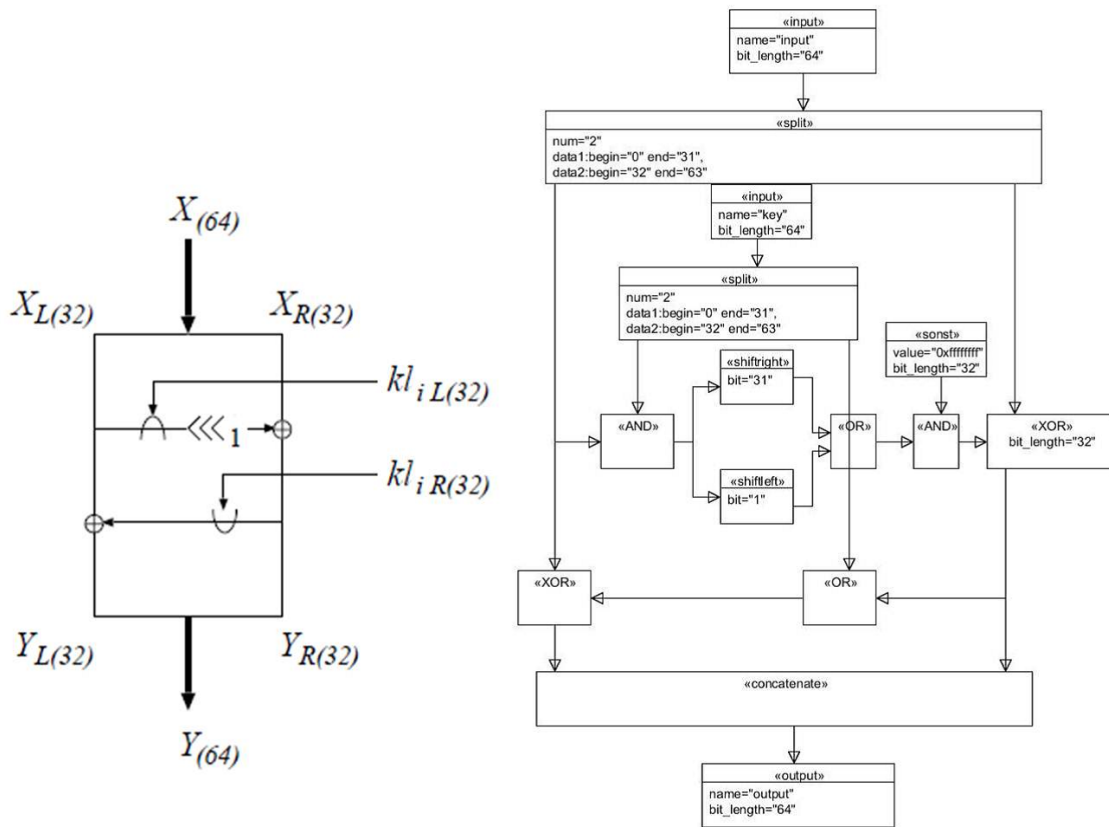 X(64)
XL(32)
XR(32)
kl i L(32)
<<< 1
kl i R(32)
YL(32)
YR(32)
Y(64)
«input»
name="input"
bit_length="64"
«split»
num="2"
data1:begin="0" end="31",
data2:begin="32" end="63"
«input»
name="key"
bit_length="64"
«split»
num="2"
data1:begin="0" end="31",
data2:begin="32" end="63"
«sonst»
value="0xffffffff"
bit_length="32"
«shiftright»
bit="31"
«AND»
«OR»
«AND»
«XOR»
bit_length="32"
«shiftleft»
bit="1"
«XOR»
«OR»
«concatenate»
«output»
name="output"
bit_length="64"